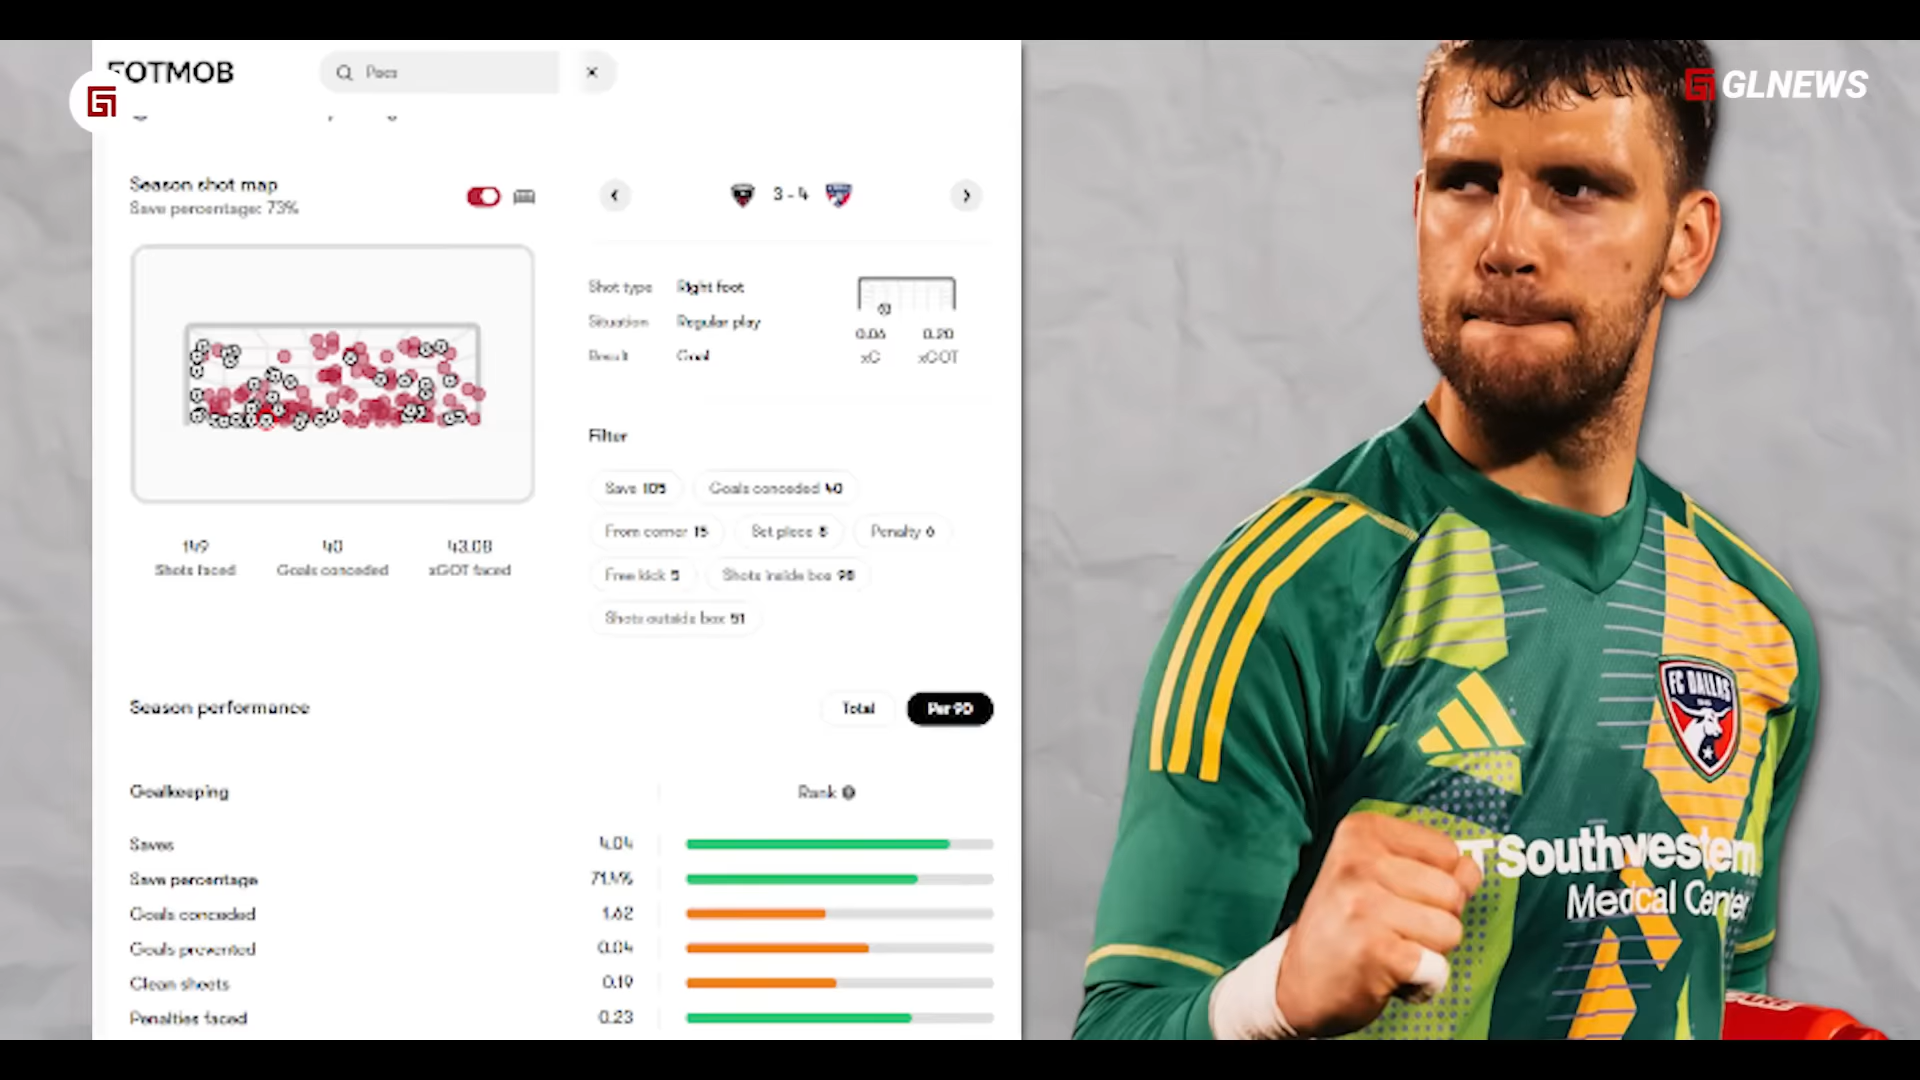 FOTMOB
Paes
GLNEWS
Season shot map
Save percentage: 73%
3 - 4
Shot type Right foot
Situation Regular play
Result Goal
0.06 0.20
xG xGOT
Filter
Save 105 Goals conceded 40
From corner 15 Set piece 8 Penalty 6
Free kick 5 Shots inside box 98
Shots outside box 51
149 40 43.08
Shots faced Goals conceded xGOT faced
Season performance
Total Per 90
Goalkeeping Rank
Saves 4.04
Save percentage 71.4%
Goals conceded 1.62
Goals prevented 0.04
Clean sheets 0.19
Penalties faced 0.23
FC DALLAS
Southwestern
Medical Center